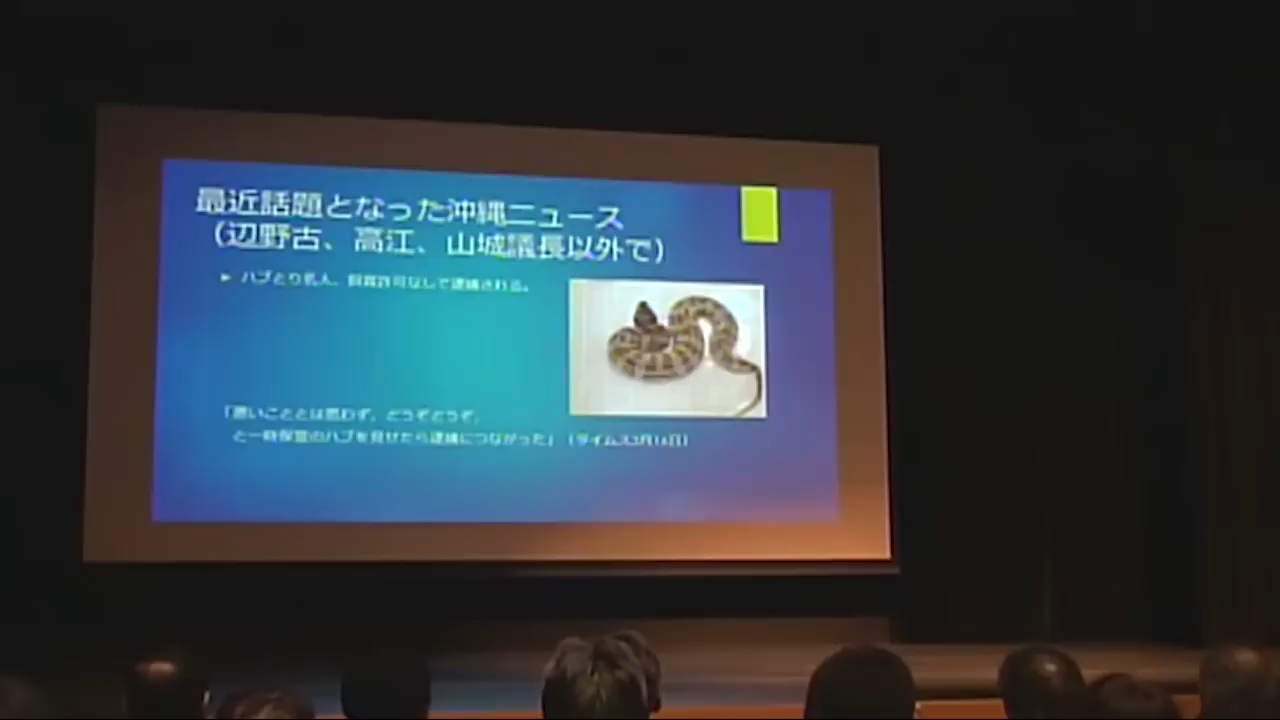 最近話題となった沖縄ニュース
（辺野古、高江、山城議長以外で）
► ハブとり名人、飼育許可なしで逮捕される。
「悪いこととは思わず、どうぞどうぞ、
と一時保管のハブを見せたら逮捕につながった」（タイムス3月16日）